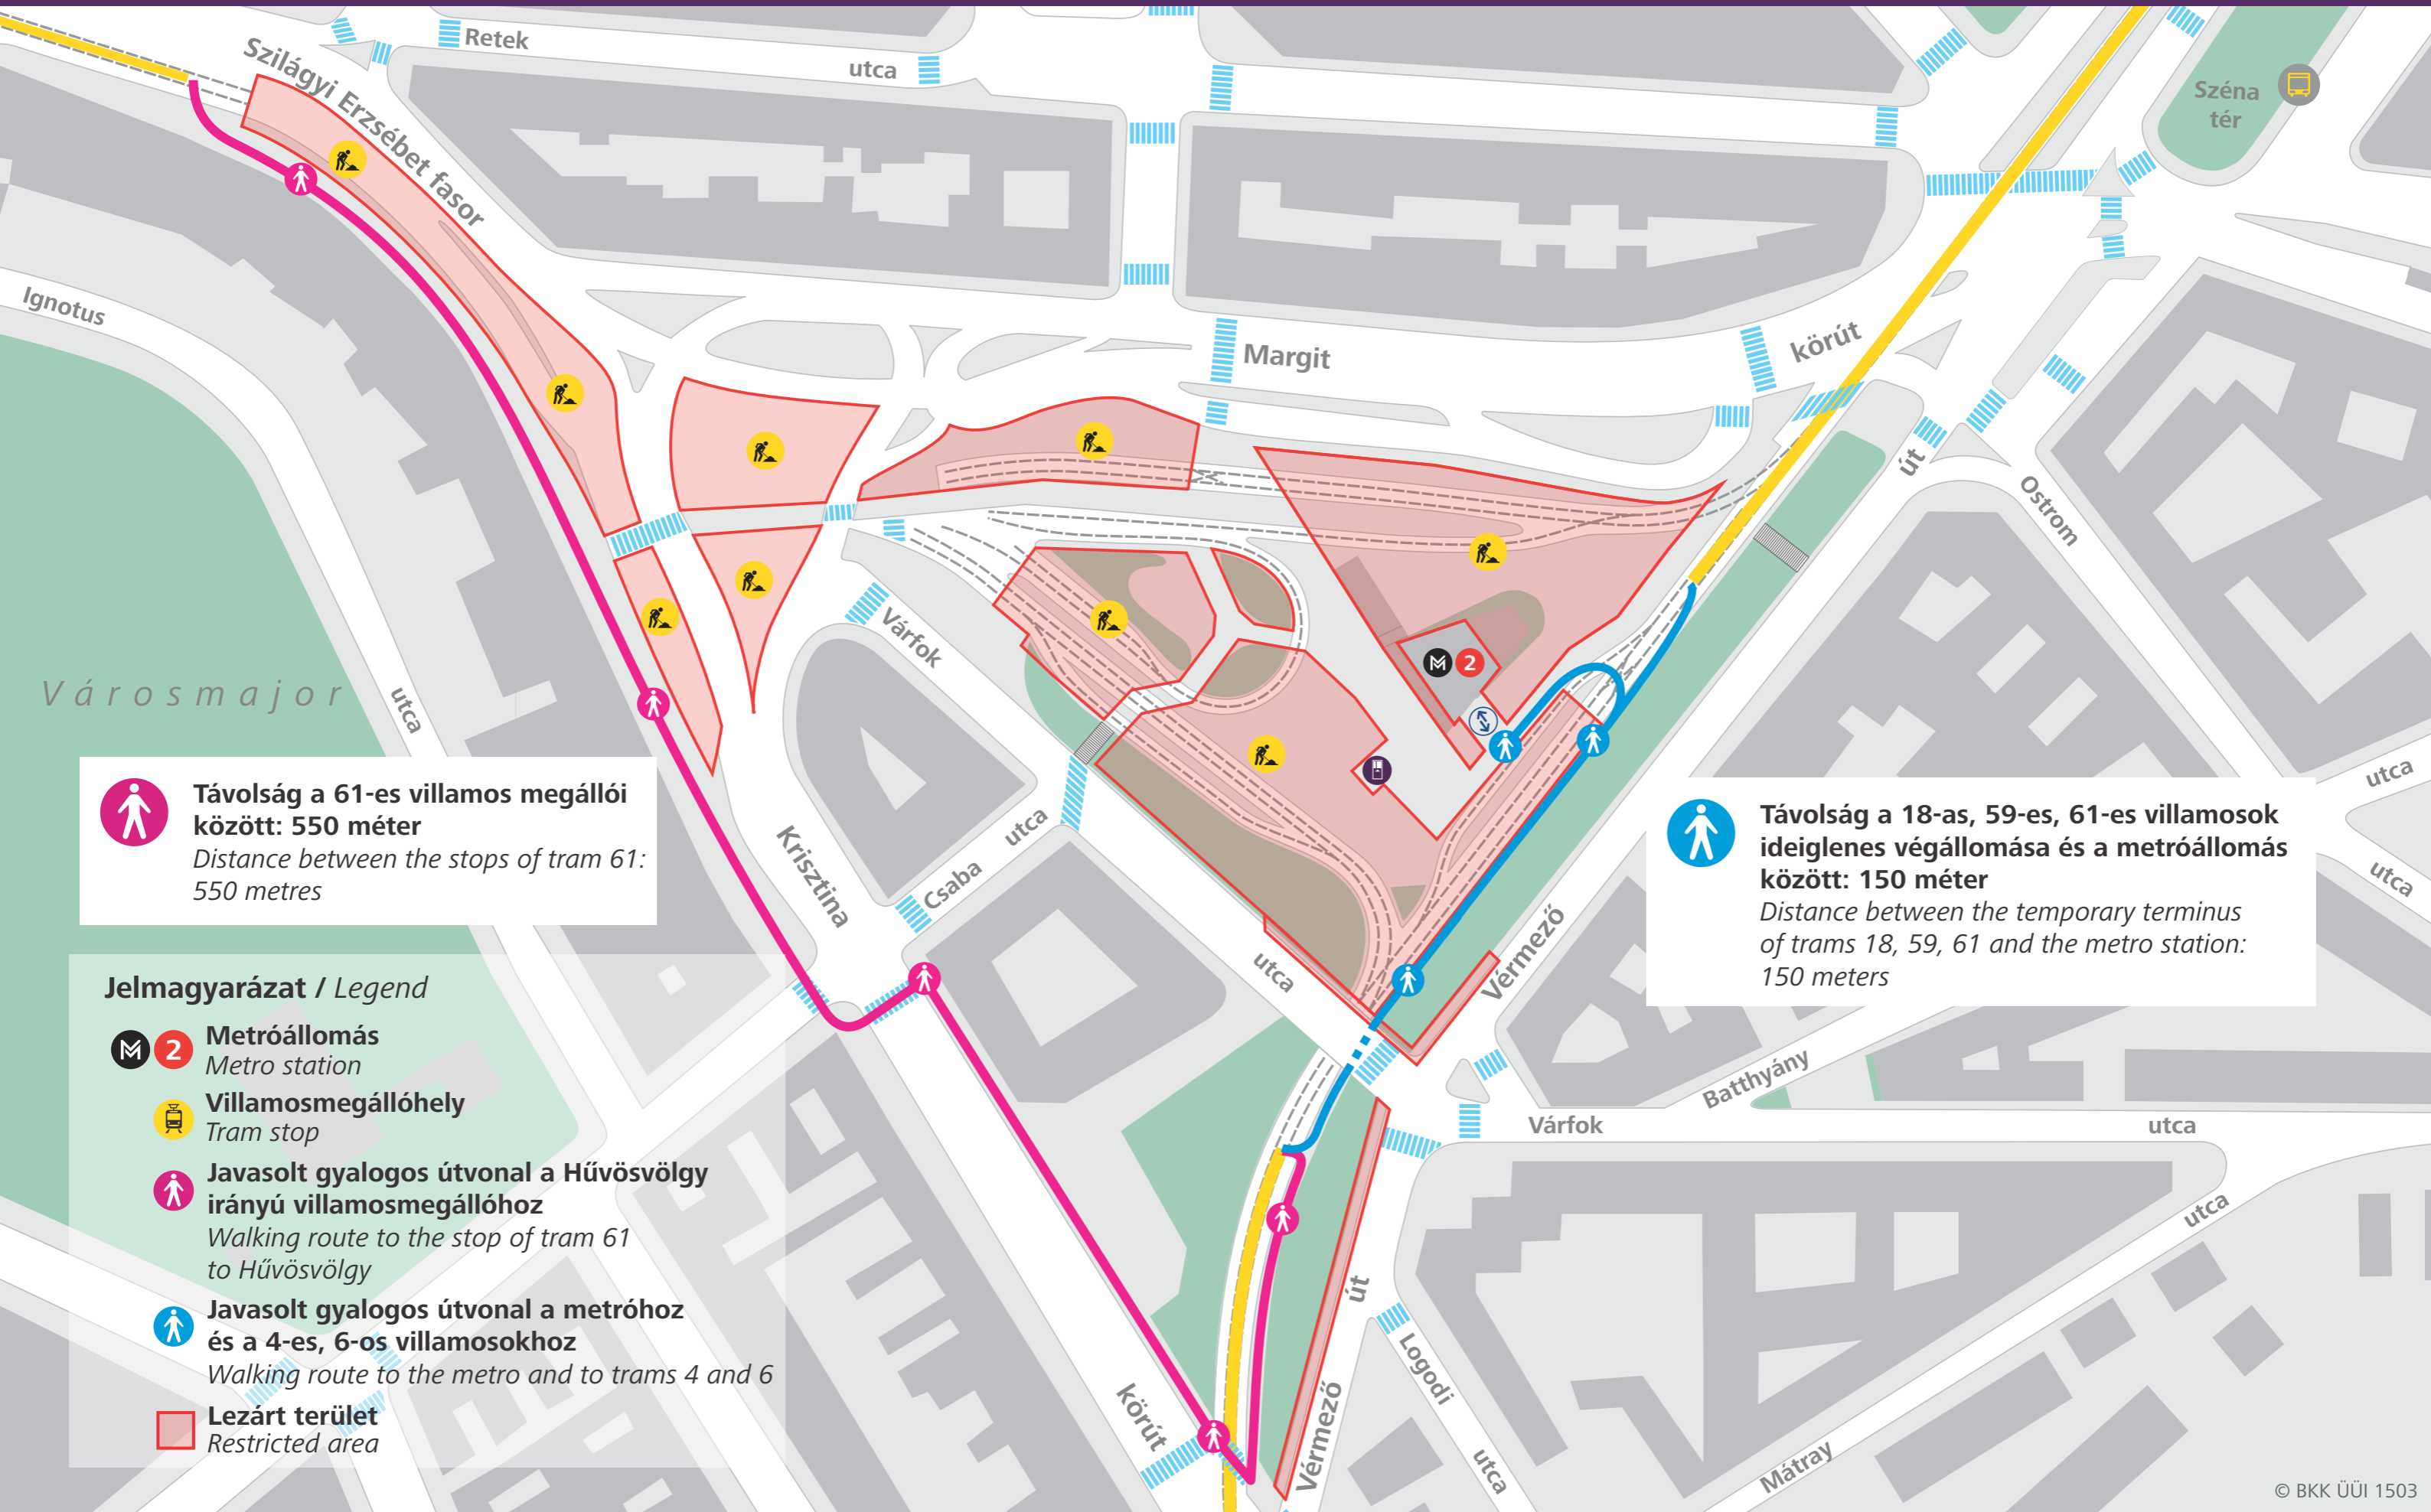 Retek
utca
Szilágyi Erzsébet fasor
Széna
tér
Ignotus
utca
Margit
körút
út
Ostrom
utca
Várfok
utca
Városmajor
M 2
Távolság a 61-es villamos megállói
között: 550 méter
Distance between the stops of tram 61:
550 metres
Távolság a 18-as, 59-es, 61-es villamosok
ideiglenes végállomása és a metróállomás
között: 150 méter
Distance between the temporary terminus
of trams 18, 59, 61 and the metro station:
150 meters
utca
Krisztina
körút
Csaba
utca
Vérmező
út
Batthyány
utca
Várfok
utca
Logodi
utca
Vérmező
Mátray
utca
Jelmagyarázat / Legend
M 2
Metróállomás
Metro station
Villamosmegállóhely
Tram stop
Javasolt gyalogos útvonal a Hűvösvölgy
irányú villamosmegállóhoz
Walking route to the stop of tram 61
to Hűvösvölgy
Javasolt gyalogos útvonal a metróhoz
és a 4-es, 6-os villamosokhoz
Walking route to the metro and to trams 4 and 6
Lezárt terület
Restricted area
© BKK ÜÜI 1503